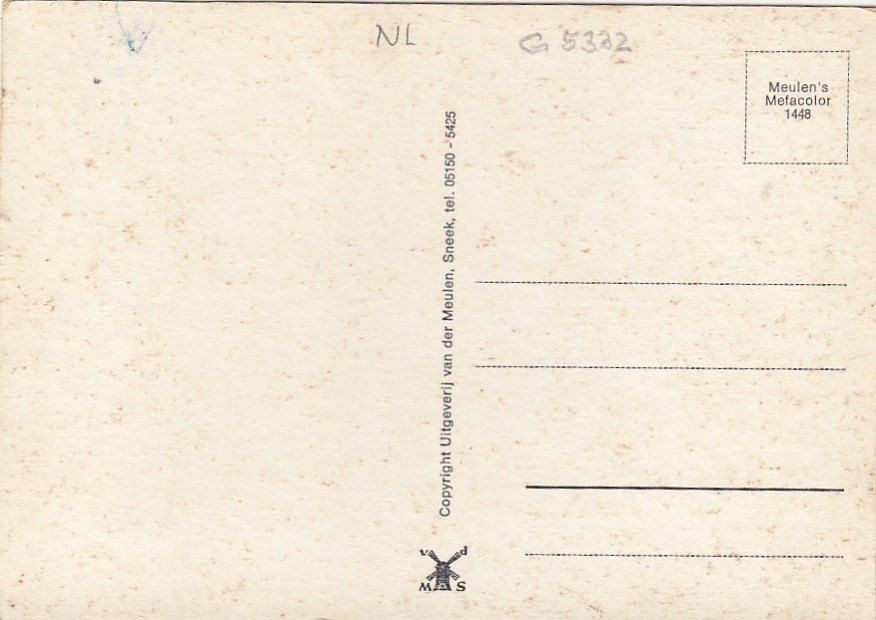 NL
G 5332
Meulen's
Mefacolor
1448
Copyright Uitgeverij van der Meulen, Sneek, tel. 05150 - 5425
v d
M S